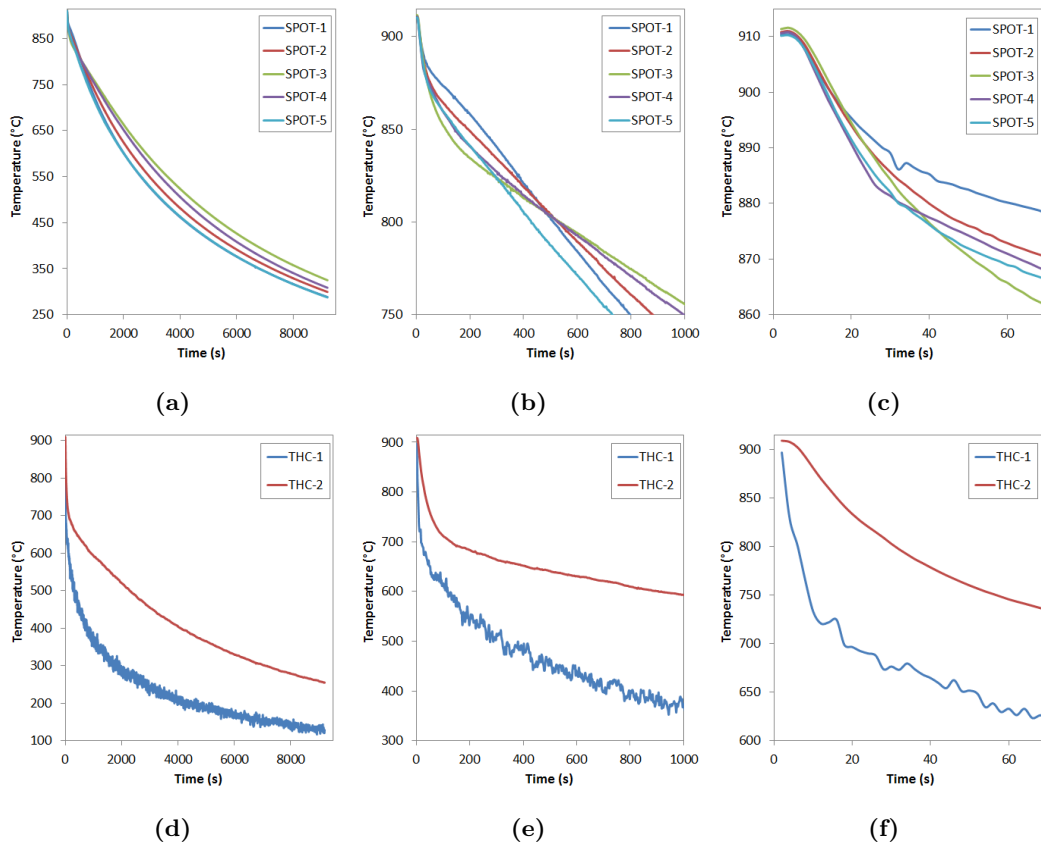 850
750
650
550
450
350
250
Temperature (°C)
0 2000 4000 6000 8000
Time (s)
SPOT-1
SPOT-2
SPOT-3
SPOT-4
SPOT-5
(a)
900
850
800
750
Temperature (°C)
0 200 400 600 800 1000
Time (s)
SPOT-1
SPOT-2
SPOT-3
SPOT-4
SPOT-5
(b)
910
900
890
880
870
860
Temperature (°C)
0 20 40 60
Time (s)
SPOT-1
SPOT-2
SPOT-3
SPOT-4
SPOT-5
(c)
900
800
700
600
500
400
300
200
100
Temperature (°C)
0 2000 4000 6000 8000
Time (s)
THC-1
THC-2
(d)
900
800
700
600
500
400
300
Temperature (°C)
0 200 400 600 800 1000
Time (s)
THC-1
THC-2
(e)
900
850
800
750
700
650
600
Temperature (°C)
0 20 40 60
Time (s)
THC-1
THC-2
(f)